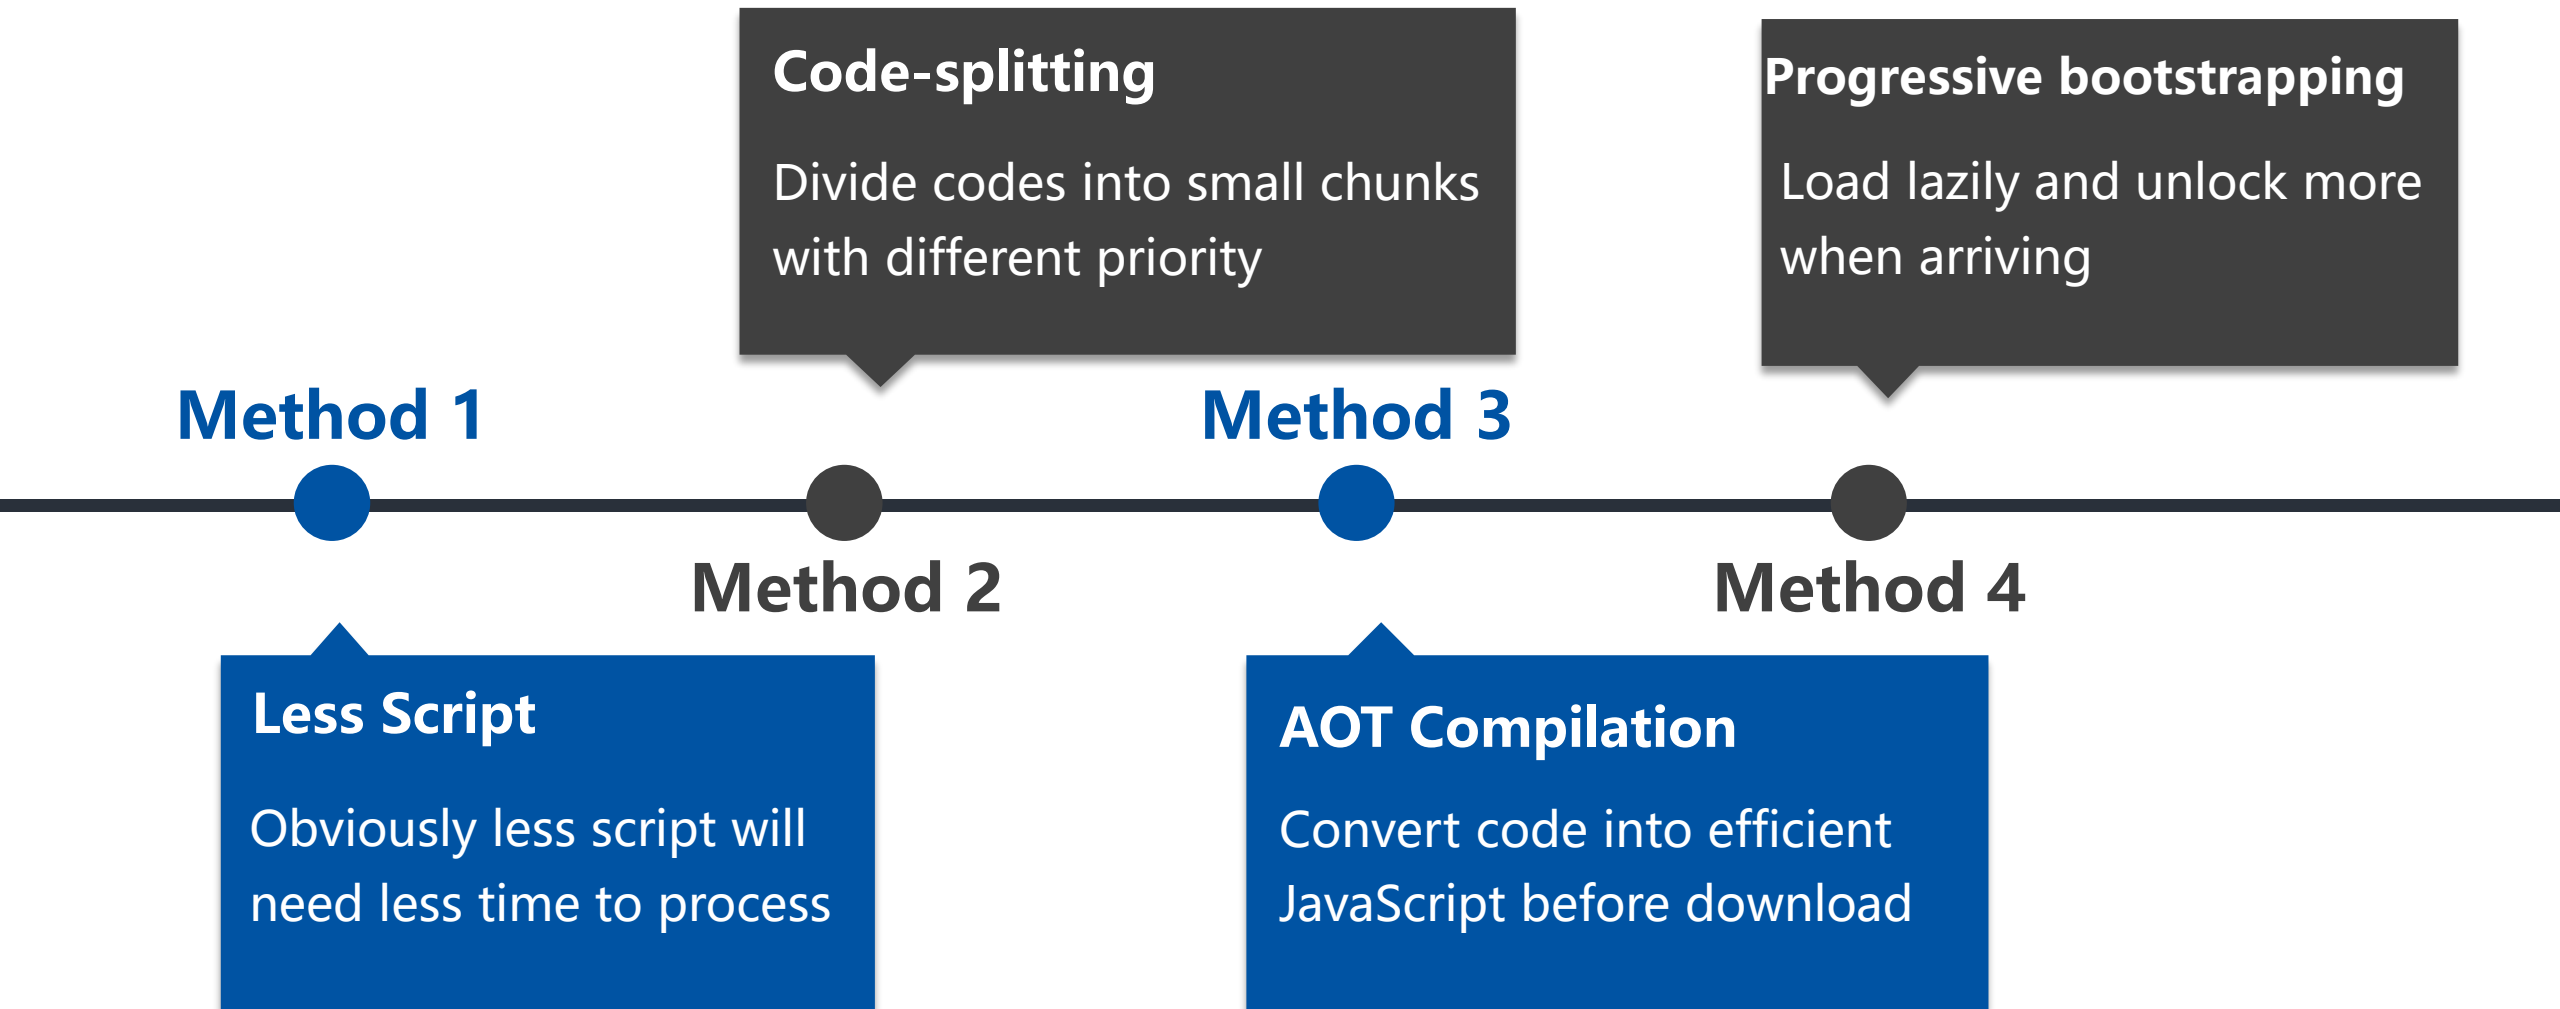 Code-splitting
Divide codes into small chunks
with different priority
Progressive bootstrapping
Load lazily and unlock more
when arriving
Method 1
Method 3
Method 2
Method 4
Less Script
Obviously less script will
need less time to process
AOT Compilation
Convert code into efficient
JavaScript before download